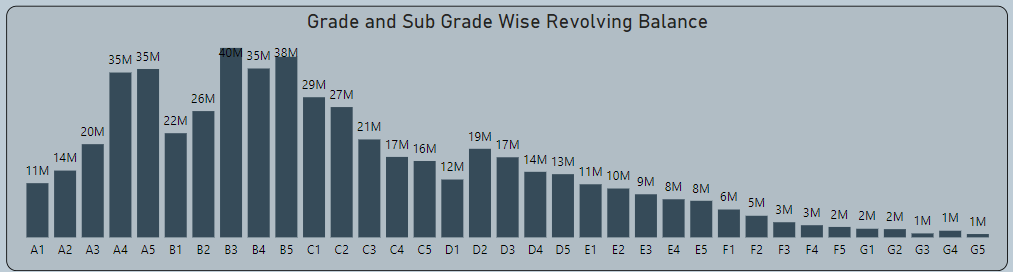 Grade and Sub Grade Wise Revolving Balance
11M 14M 20M 35M 35M 22M 26M 40M 35M 38M 29M 27M 21M 17M 16M 12M 19M 17M 14M 13M 11M 10M 9M 8M 8M 6M 5M 3M 3M 2M 2M 2M 1M 1M 1M
A1 A2 A3 A4 A5 B1 B2 B3 B4 B5 C1 C2 C3 C4 C5 D1 D2 D3 D4 D5 E1 E2 E3 E4 E5 F1 F2 F3 F4 F5 G1 G2 G3 G4 G5